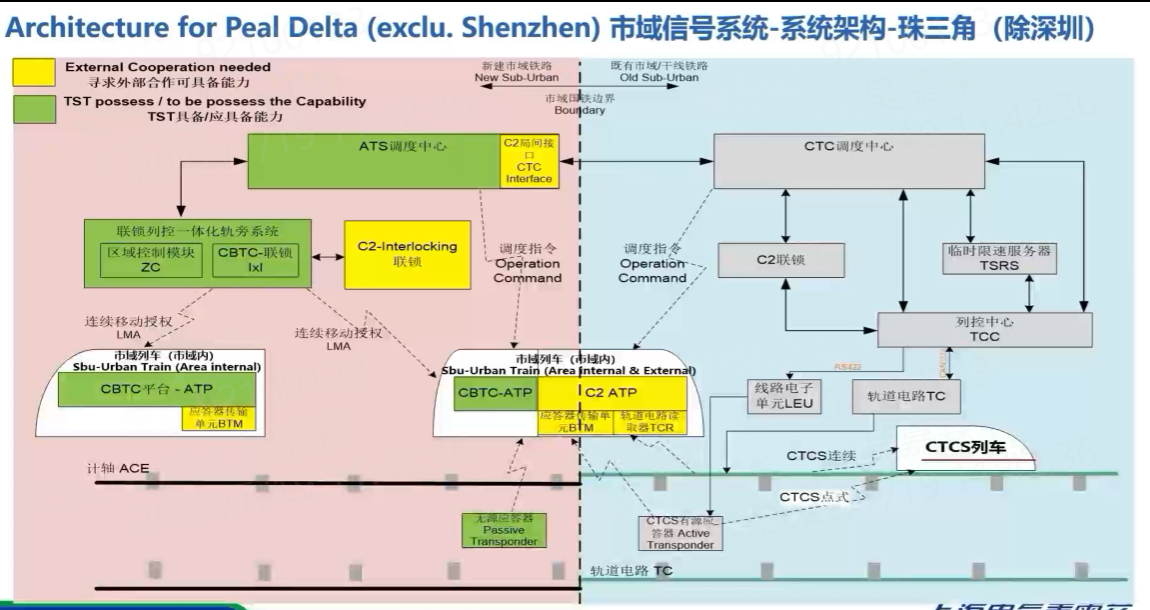 Architecture for Peal Delta (exclu. Shenzhen) 市域信号系统-系统架构-珠三角（除深圳）
External Cooperation needed
寻求外部合作可具备能力
TST possess / to be possess the Capability
TST具备/应具备能力
新建市域铁路
New Sub-Urban
既有市域/干线铁路
Old Sub-Urban
市域国铁边界
Boundary
ATS调度中心
C2局间接
口
CTC
Interface
CTC调度中心
联锁列控一体化轨旁系统
区域控制模块
ZC
CBTC-联锁
Ixl
C2-Interlocking
联锁
调度指令
Operation
Command
调度指令
Operation
Command
C2联锁
临时限速服务器
TSRS
列控中心
TCC
连续移动授权
LMA
连续移动授权
LMA
市域列车（市域内）
Sbu-Urban Train (Area internal)
CBTC平台 - ATP
应答器传输
单元BTM
市域列车（市域内）
Sbu-Urban Train (Area internal & External)
CBTC-ATP
C2 ATP
应答器传输单
元BTM
轨道电路读
取器TCR
RS422
CAN
线路电子
单元LEU
轨道电路TC
CTCS列车
CTCS连续
CTCS点式
计轴 ACE
无源应答器
Passive
Transponder
CTCS有源应
答器 Active
Transponder
轨道电路 TC